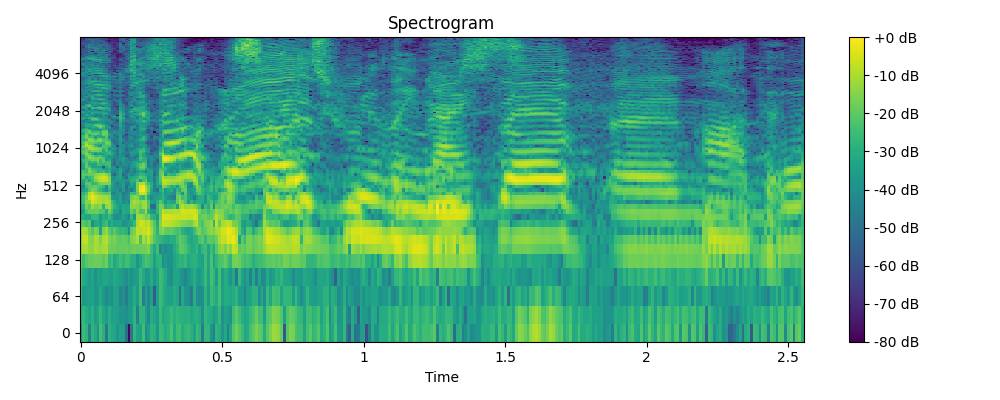 Spectrogram
Hz
4096
2048
1024
512
256
128
64
0
0 0.5 1 1.5 2 2.5
Time
+0 dB
-10 dB
-20 dB
-30 dB
-40 dB
-50 dB
-60 dB
-70 dB
-80 dB